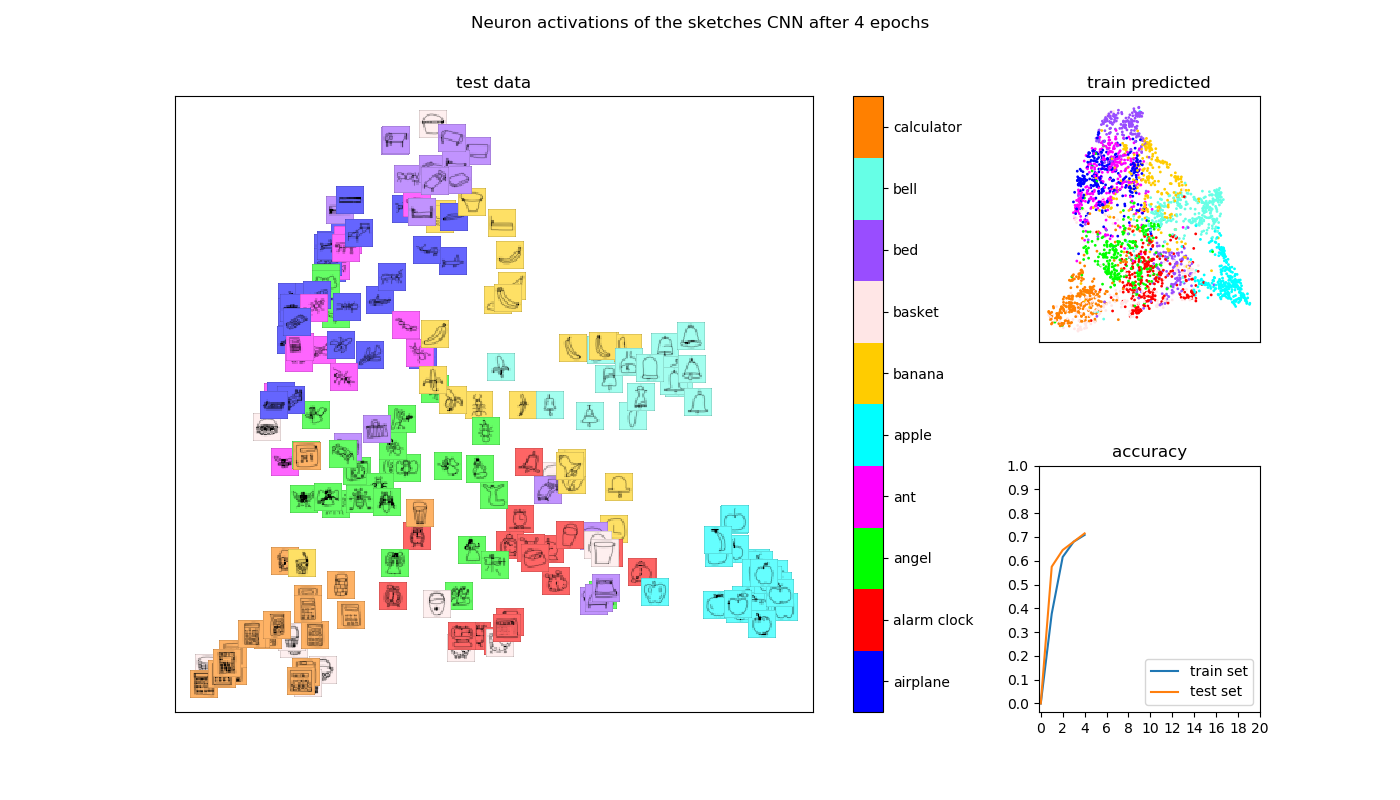 Neuron activations of the sketches CNN after 4 epochs
test data
calculator
bell
bed
basket
banana
apple
ant
angel
alarm clock
airplane
train predicted
accuracy
1.0
0.9
0.8
0.7
0.6
0.5
0.4
0.3
0.2
0.1
0.0
train set
test set
0 2 4 6 8 10 12 14 16 18 20